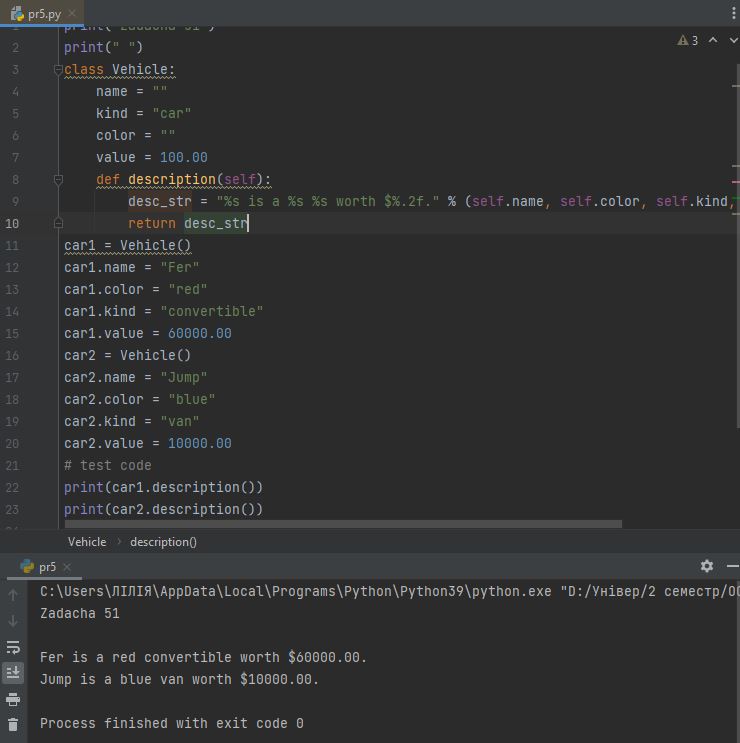 pr5.py
1 print("Zadacha 51")
2 print(" ")
3 class Vehicle:
4 name = ""
5 kind = "car"
6 color = ""
7 value = 100.00
8 def description(self):
9 desc_str = "%s is a %s %s worth $%.2f." % (self.name, self.color, self.kind,
10 return desc_str
11 car1 = Vehicle()
12 car1.name = "Fer"
13 car1.color = "red"
14 car1.kind = "convertible"
15 car1.value = 60000.00
16 car2 = Vehicle()
17 car2.name = "Jump"
18 car2.color = "blue"
19 car2.kind = "van"
20 car2.value = 10000.00
21 # test code
22 print(car1.description())
23 print(car2.description())
3
Vehicle › description()
pr5
C:\Users\ЛІЛІЯ\AppData\Local\Programs\Python\Python39\python.exe "D:/Універ/2 семестр/ОО
Zadacha 51
Fer is a red convertible worth $60000.00.
Jump is a blue van worth $10000.00.
Process finished with exit code 0